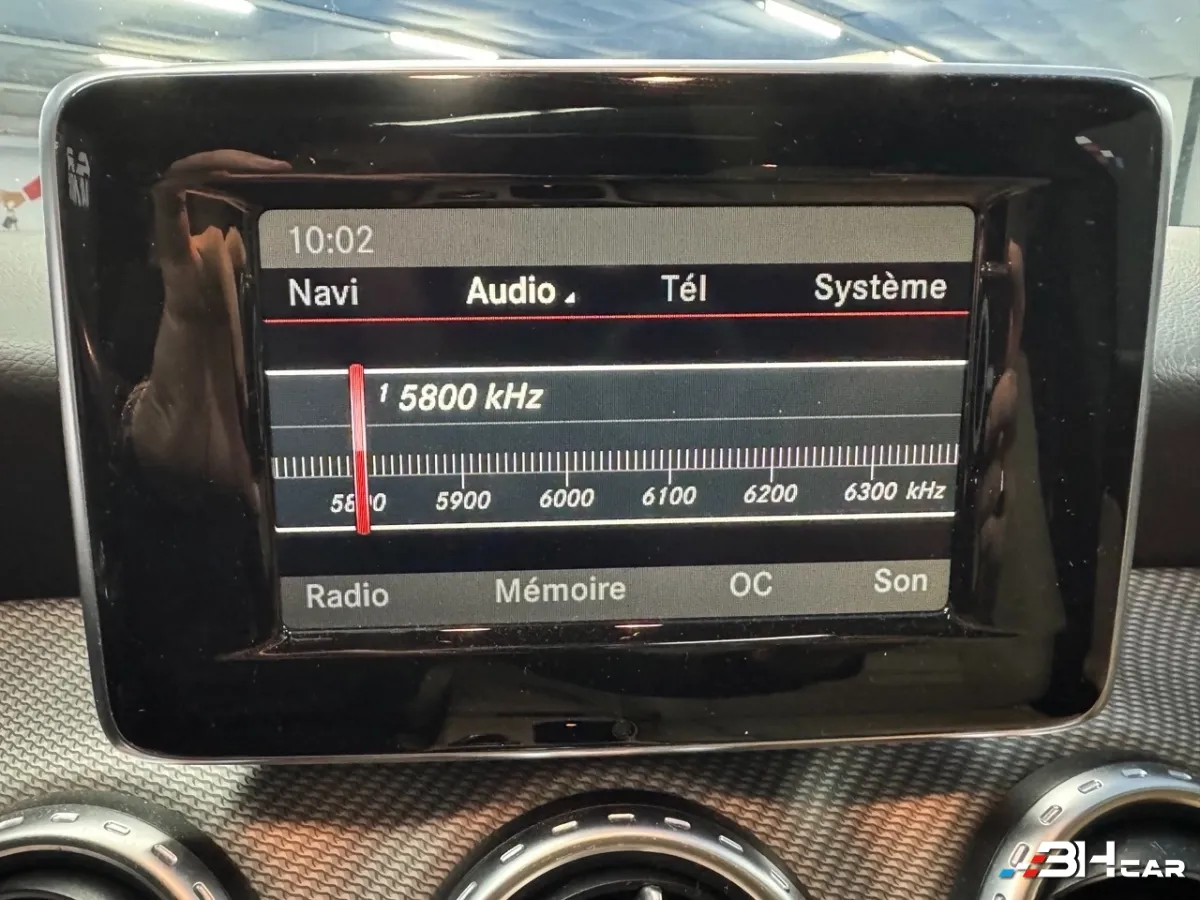 10:02
Navi Audio Tél Système
1 5800 kHz
5800 5900 6000 6100 6200 6300 kHz
Radio Mémoire OC Son
BHCAR